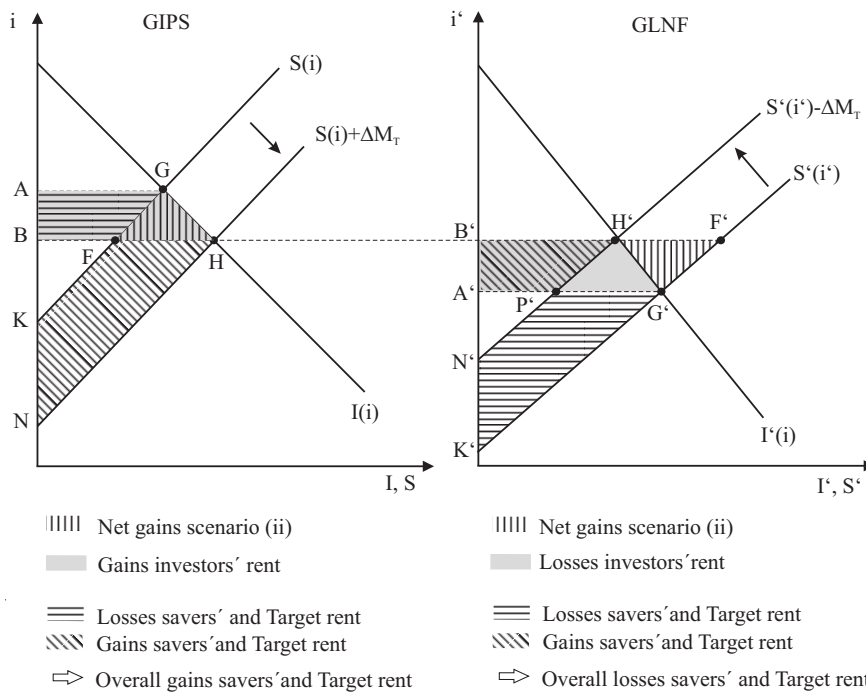 i
GIPS
S(i)
S(i)+ΔM_T
G
A
B
F
H
K
N
I(i)
I, S
i‘
GLNF
S‘(i‘)-ΔM_T
S‘(i‘)
B‘
H‘
F‘
A‘
P‘
G‘
N‘
K‘
I‘(i)
I‘, S‘
Net gains scenario (ii)
Gains investors´ rent
Losses savers´ and Target rent
Gains savers´and Target rent
Overall gains savers´and Target rent
Net gains scenario (ii)
Losses investors´rent
Losses savers´and Target rent
Gains savers´and Target rent
Overall losses savers´ and Target rent